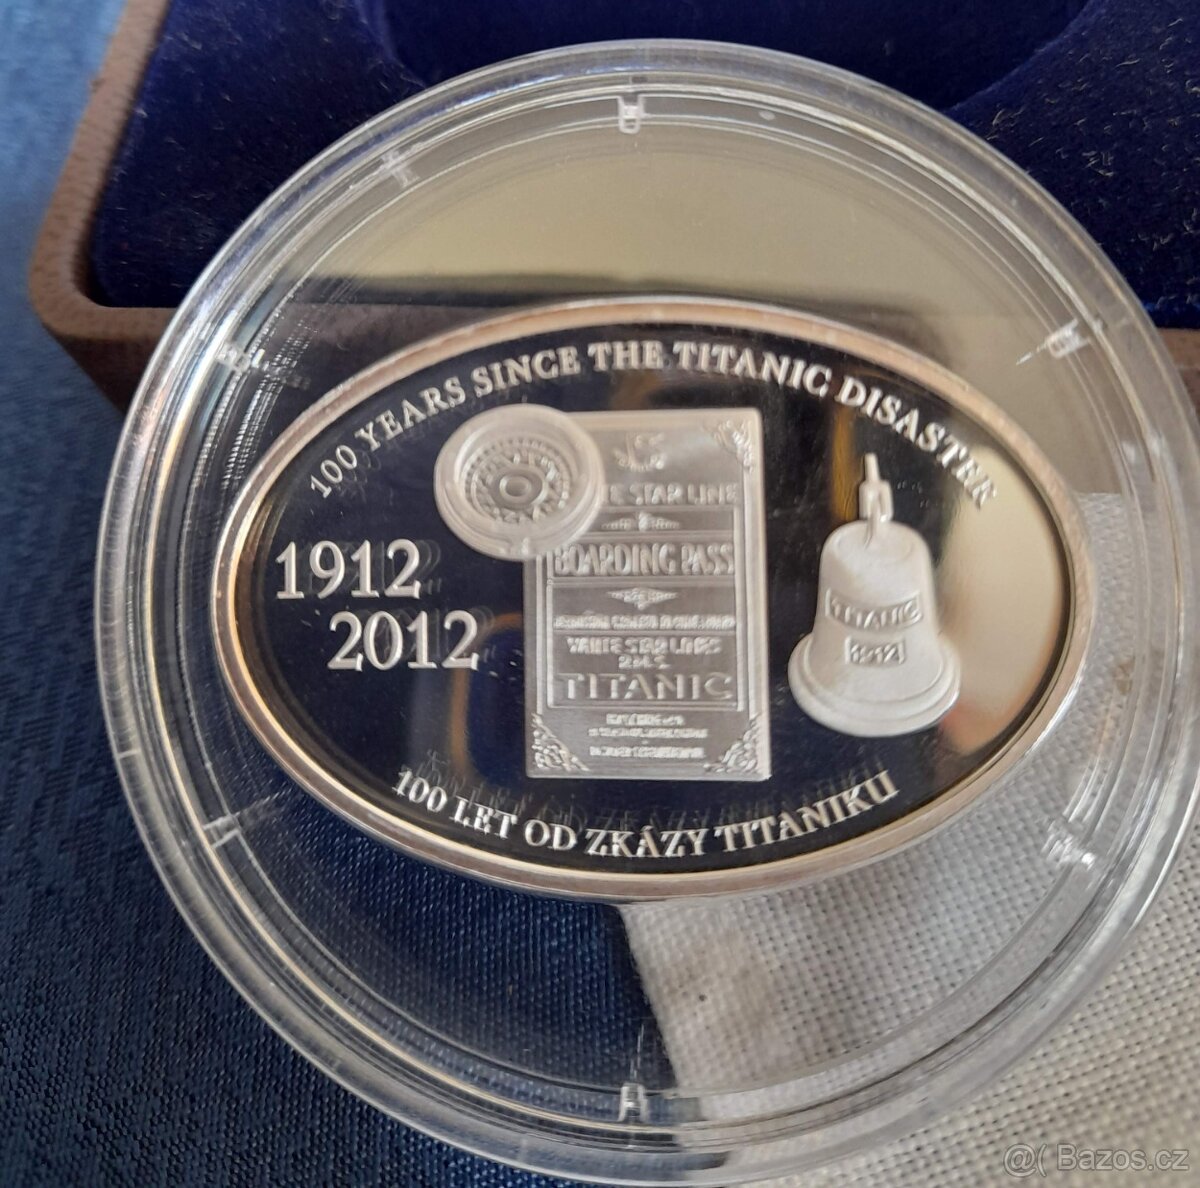 100 YEARS SINCE THE TITANIC DISASTER
1912
2012
STAR LINE
BOARDING PASS
WHITE STAR LINES
R.M.S.
TITANIC
TITANIC
1912
100 LET OD ZKÁZY TITANIKU
@( Bazos.cz